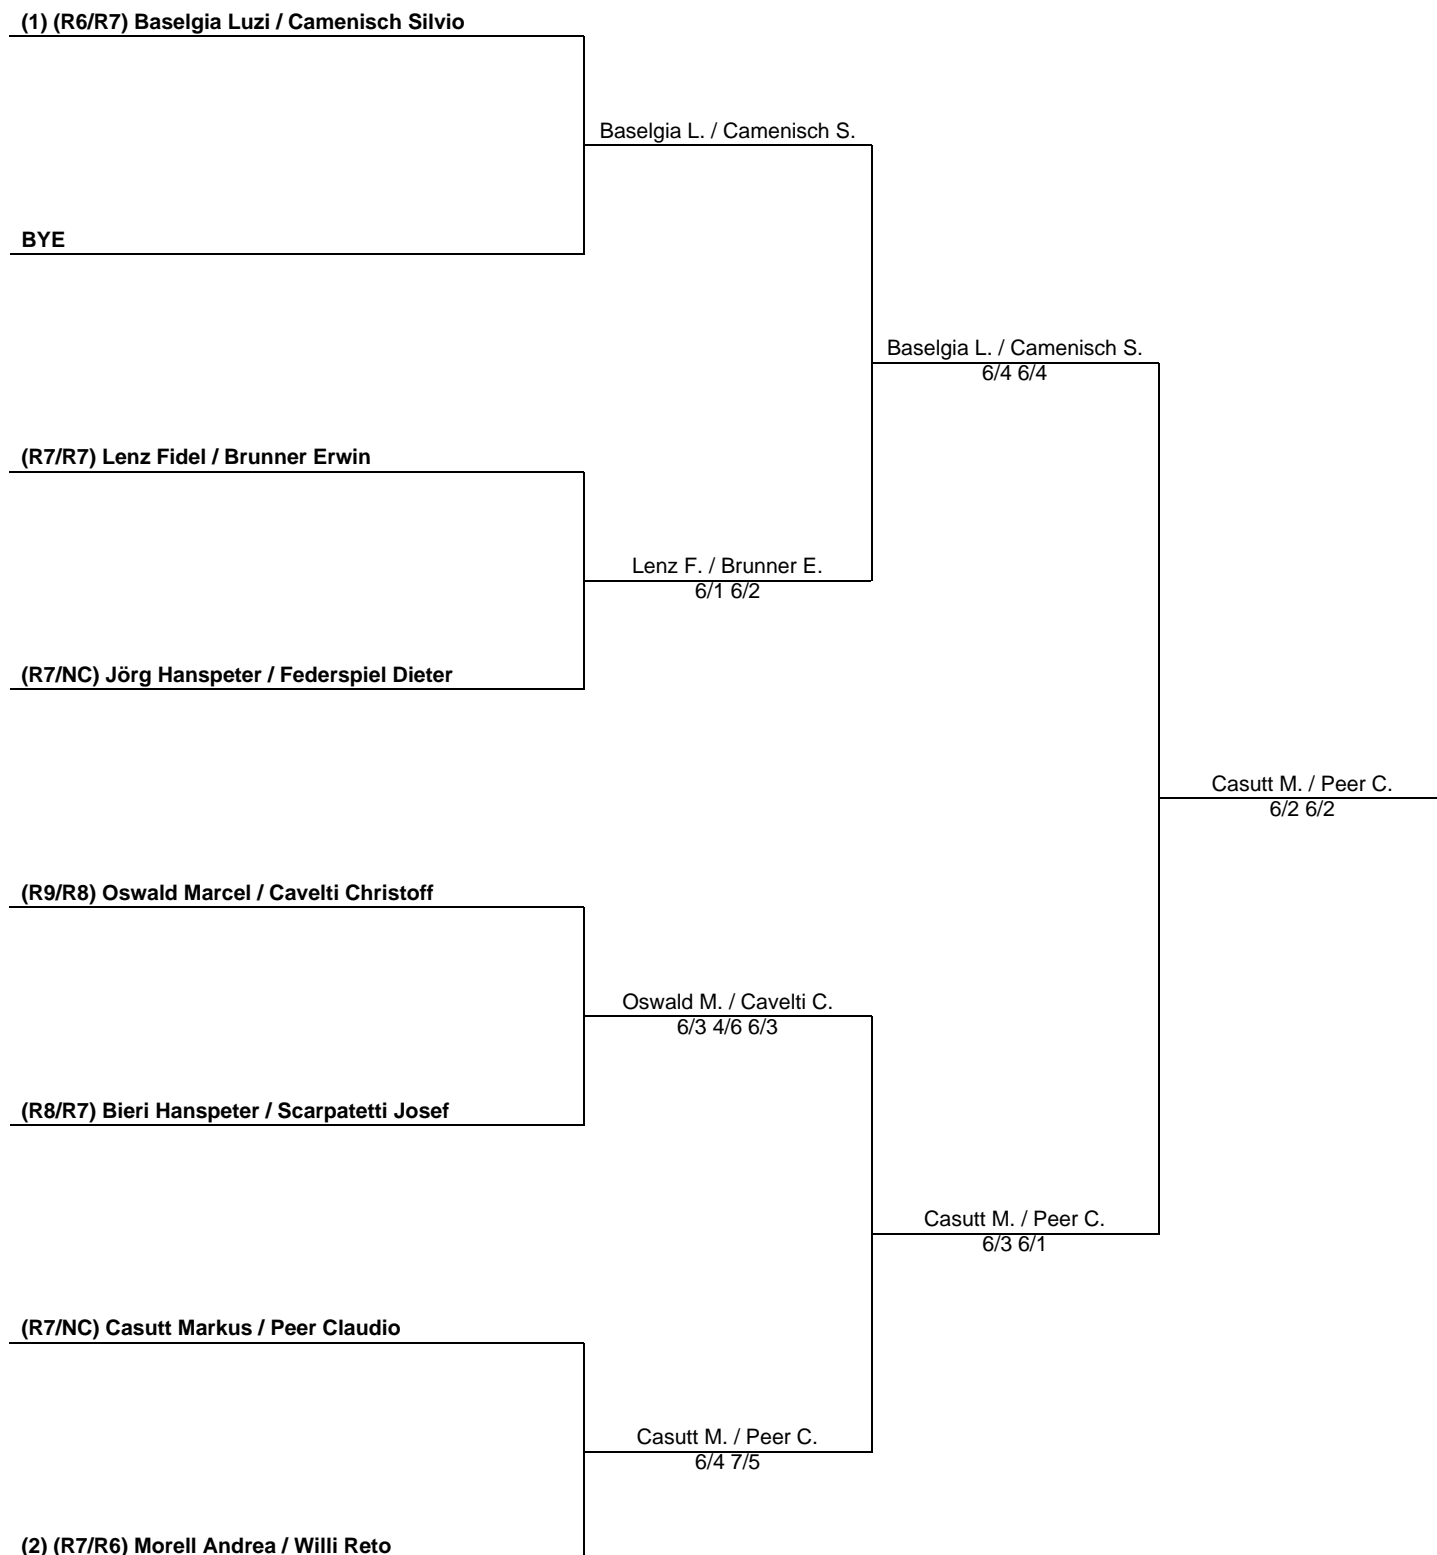 (1) (R6/R7) Baselgia Luzi / Camenisch Silvio
Baselgia L. / Camenisch S.
BYE
Baselgia L. / Camenisch S.
6/4 6/4
(R7/R7) Lenz Fidel / Brunner Erwin
Lenz F. / Brunner E.
6/1 6/2
(R7/NC) Jörg Hanspeter / Federspiel Dieter
Casutt M. / Peer C.
6/2 6/2
(R9/R8) Oswald Marcel / Cavelti Christoff
Oswald M. / Cavelti C.
6/3 4/6 6/3
(R8/R7) Bieri Hanspeter / Scarpatetti Josef
Casutt M. / Peer C.
6/3 6/1
(R7/NC) Casutt Markus / Peer Claudio
Casutt M. / Peer C.
6/4 7/5
(2) (R7/R6) Morell Andrea / Willi Reto